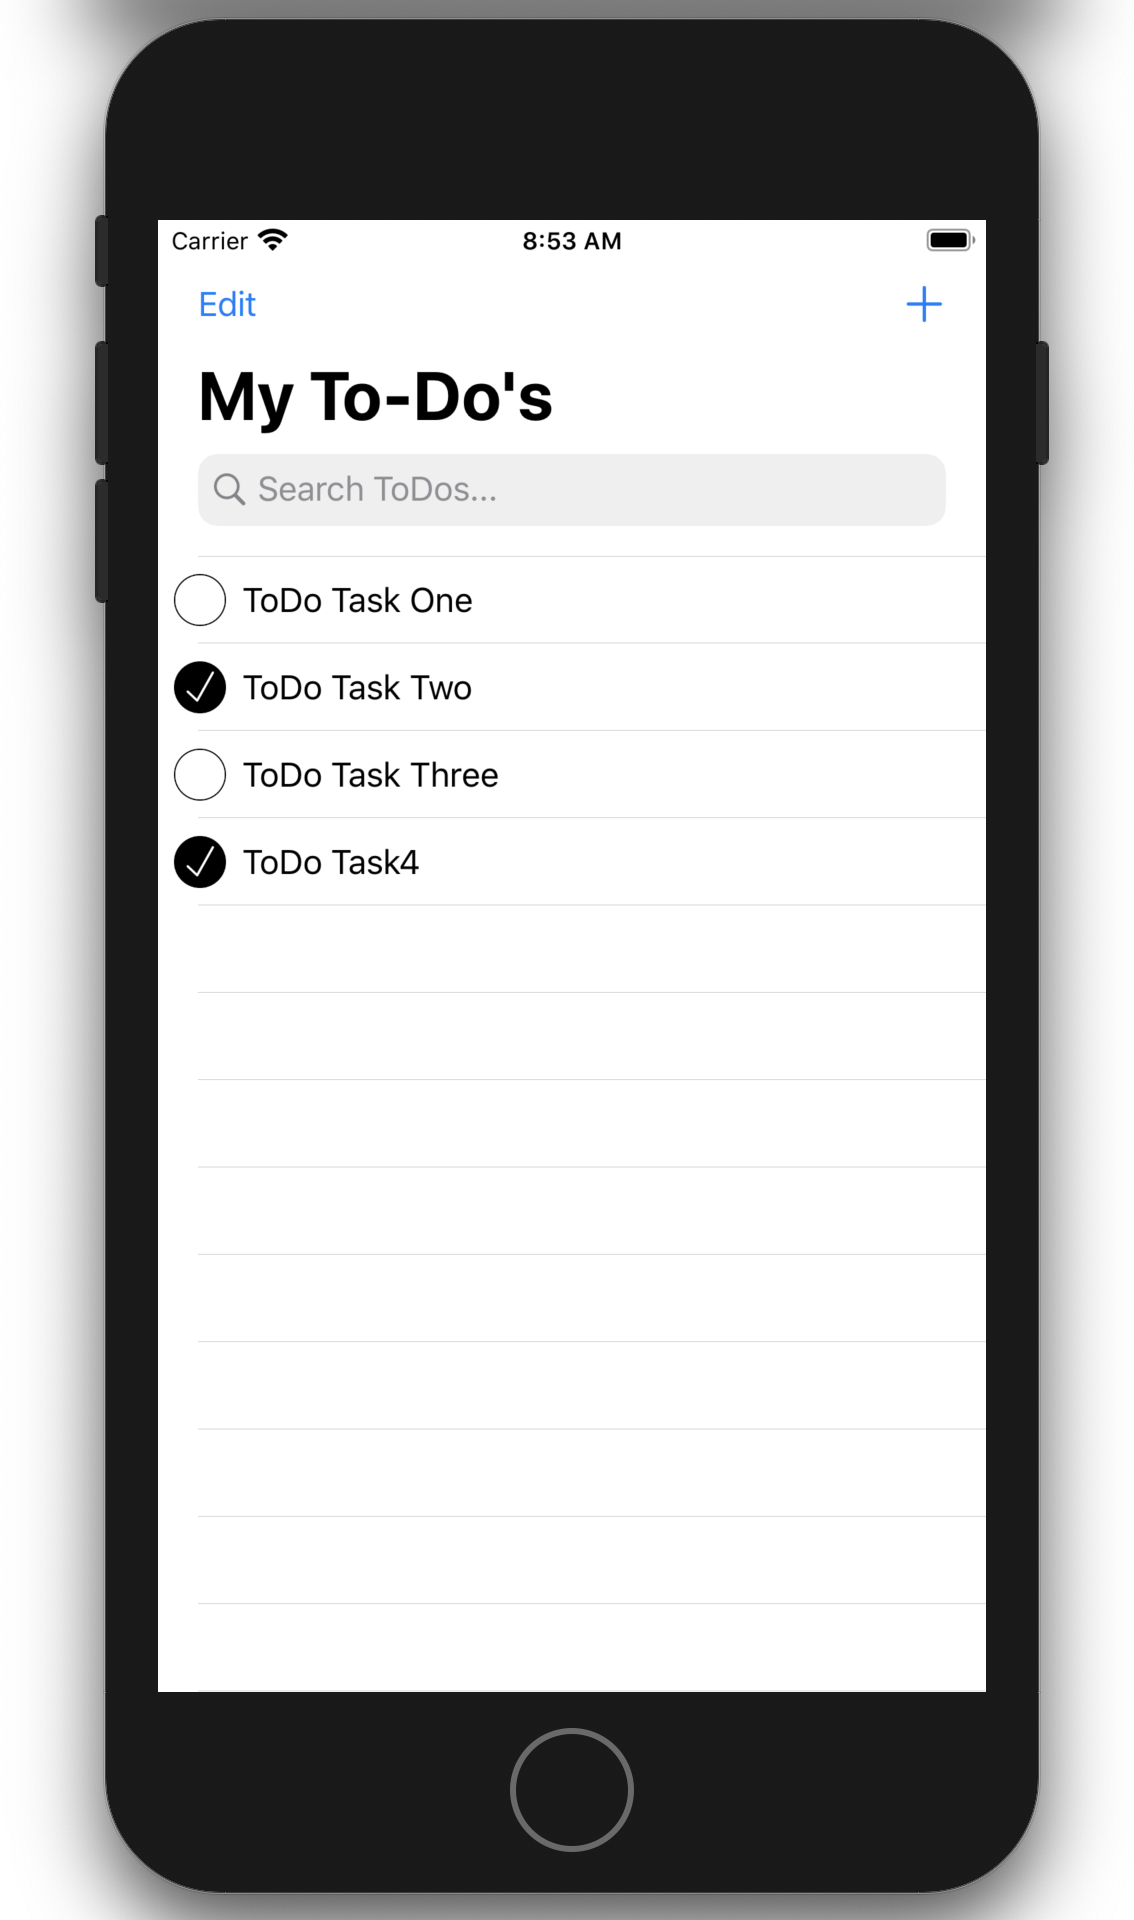 Carrier 8:53 AM
Edit
My To-Do's
Search ToDos...
ToDo Task One
ToDo Task Two
ToDo Task Three
ToDo Task4